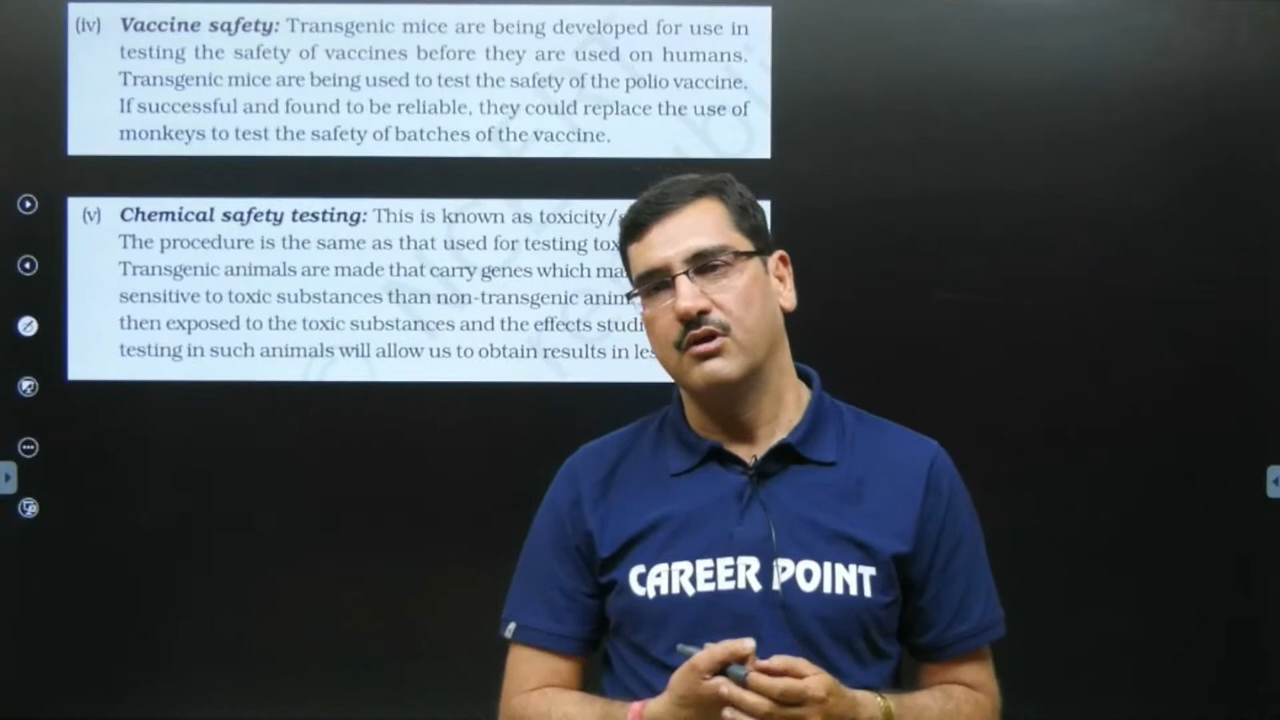 (iv) Vaccine safety: Transgenic mice are being developed for use in
testing the safety of vaccines before they are used on humans.
Transgenic mice are being used to test the safety of the polio vaccine.
If successful and found to be reliable, they could replace the use of
monkeys to test the safety of batches of the vaccine.
(v) Chemical safety testing: This is known as toxicity/
The procedure is the same as that used for testing
Transgenic animals are made that carry genes which
sensitive to toxic substances than non-transgenic
then exposed to the toxic substances and the effects
testing in such animals will allow us to obtain results in
CAREER POINT